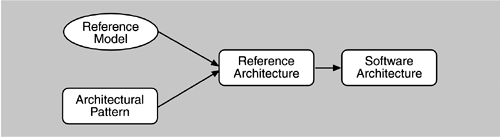 Reference
Model
Reference
Architecture
Software
Architecture
Architectural
Pattern